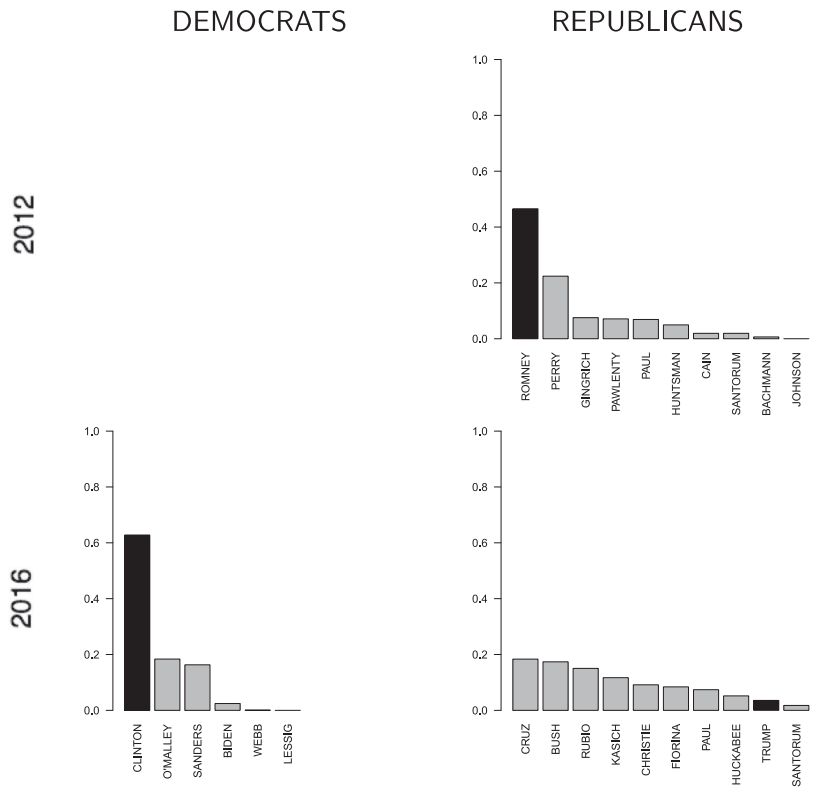 DEMOCRATS
REPUBLICANS
2012
1.0
0.8
0.6
0.4
0.2
0.0
ROMNEY
PERRY
GINGRICH
PAWLENTY
PAUL
HUNTSMAN
CAIN
SANTORUM
BACHMANN
JOHNSON
2016
1.0
0.8
0.6
0.4
0.2
0.0
CLINTON
O'MALLEY
SANDERS
BIDEN
WEBB
LESSIG
1.0
0.8
0.6
0.4
0.2
0.0
CRUZ
BUSH
RUBIO
KASICH
CHRISTIE
FIORINA
PAUL
HUCKABEE
TRUMP
SANTORUM